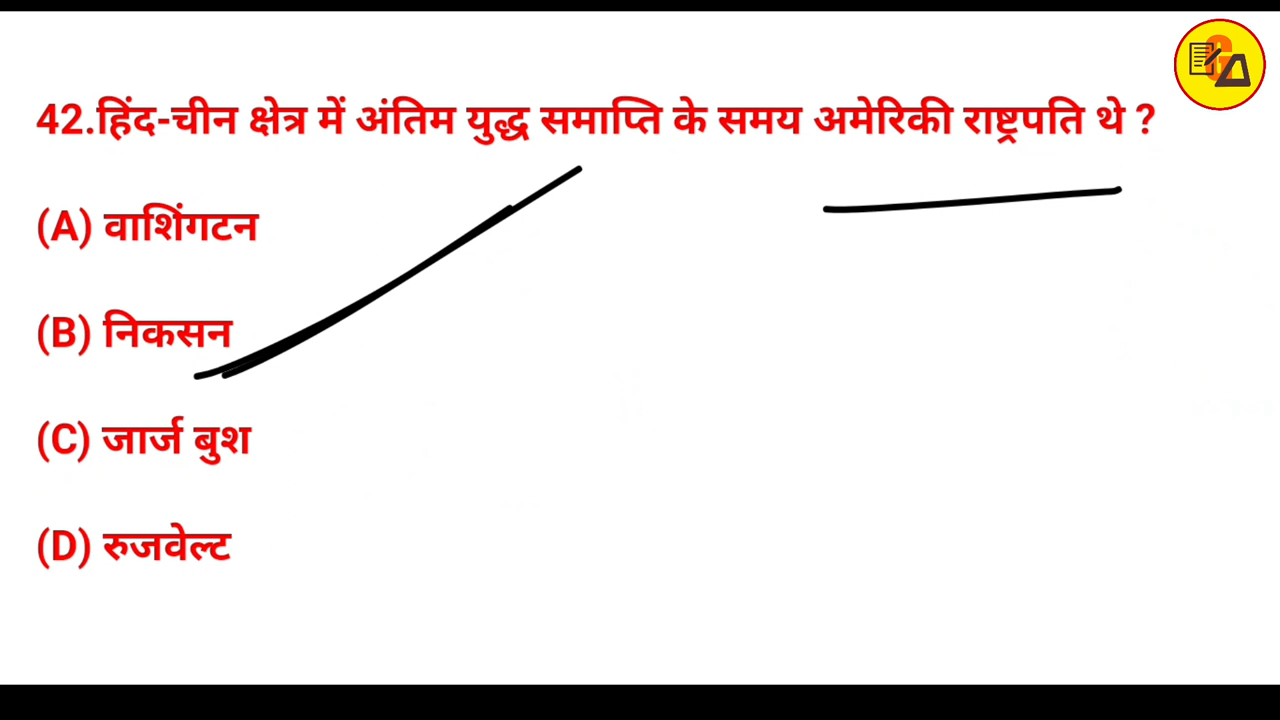 42.हिंद-चीन क्षेत्र में अंतिम युद्ध समाप्ति के समय अमेरिकी राष्ट्रपति थे ?
(A) वाशिंगटन
(B) निकसन
(C) जार्ज बुश
(D) रुजवेल्ट